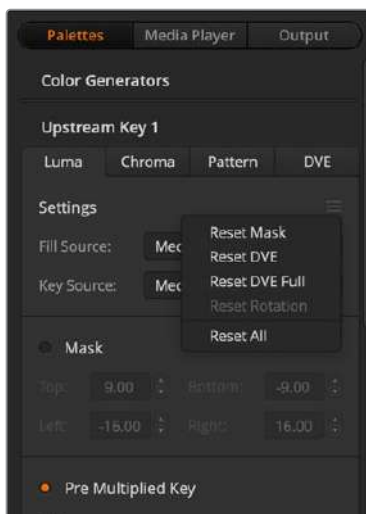 Palettes Media Player Output
Color Generators
Upstream Key 1
Luma Chroma Pattern DVE
Settings
Reset Mask
Fill Source: Med
Reset DVE
Reset DVE Full
Key Source: Med
Reset Rotation
Reset All
Mask
Top: 9.00 Bottom: -9.00
Left: -16.00 Right: 16.00
Pre Multiplied Key